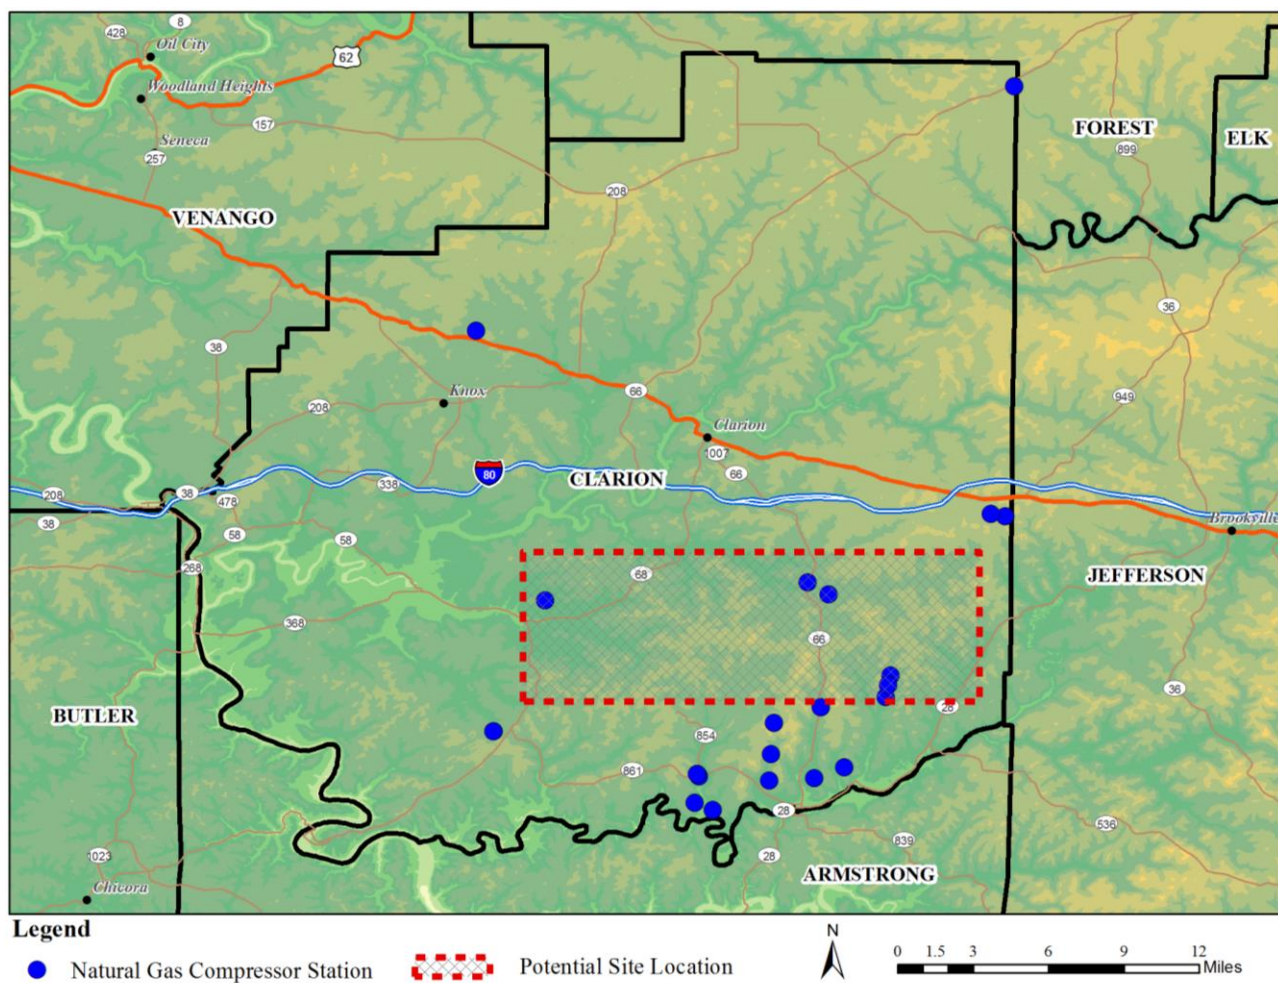 8
428
Oil City
62
Woodland Heights
157
FOREST
ELK
Seneca
899
257
208
VENANGO
36
38
Knox
66
949
208
Clarion
1007
66
80
CLARION
338
208
38
478
38
58
58
Brookville
268
68
JEFFERSON
368
66
36
28
BUTLER
854
861
28
536
839
1023
28
ARMSTRONG
Chicora
Legend
Natural Gas Compressor Station
Potential Site Location
N
0 1.5 3 6 9 12
Miles